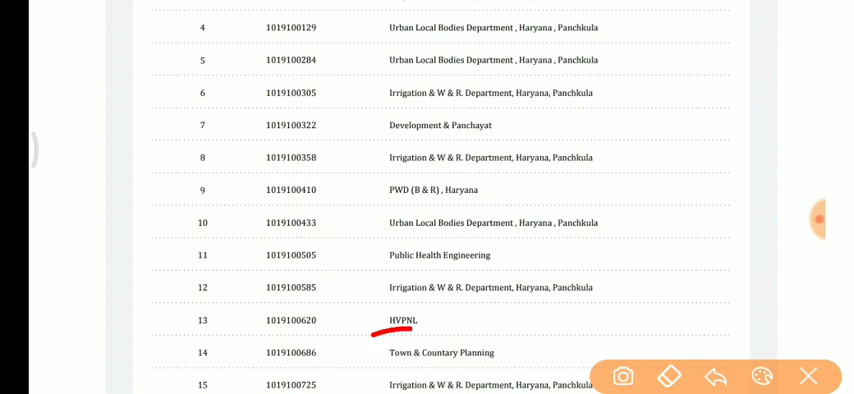 4 1019100129 Urban Local Bodies Department , Haryana , Panchkula
5 1019100284 Urban Local Bodies Department , Haryana , Panchkula
6 1019100305 Irrigation & W & R. Department, Haryana, Panchkula
7 1019100322 Development & Panchayat
8 1019100358 Irrigation & W & R. Department, Haryana, Panchkula
9 1019100410 PWD (B & R) , Haryana
10 1019100433 Urban Local Bodies Department , Haryana , Panchkula
11 1019100505 Public Health Engineering
12 1019100585 Irrigation & W & R. Department, Haryana, Panchkula
13 1019100620 HVPNL
14 1019100686 Town & Countary Planning
15 1019100725 Irrigation & W & R. Department, Haryana, Panchkula